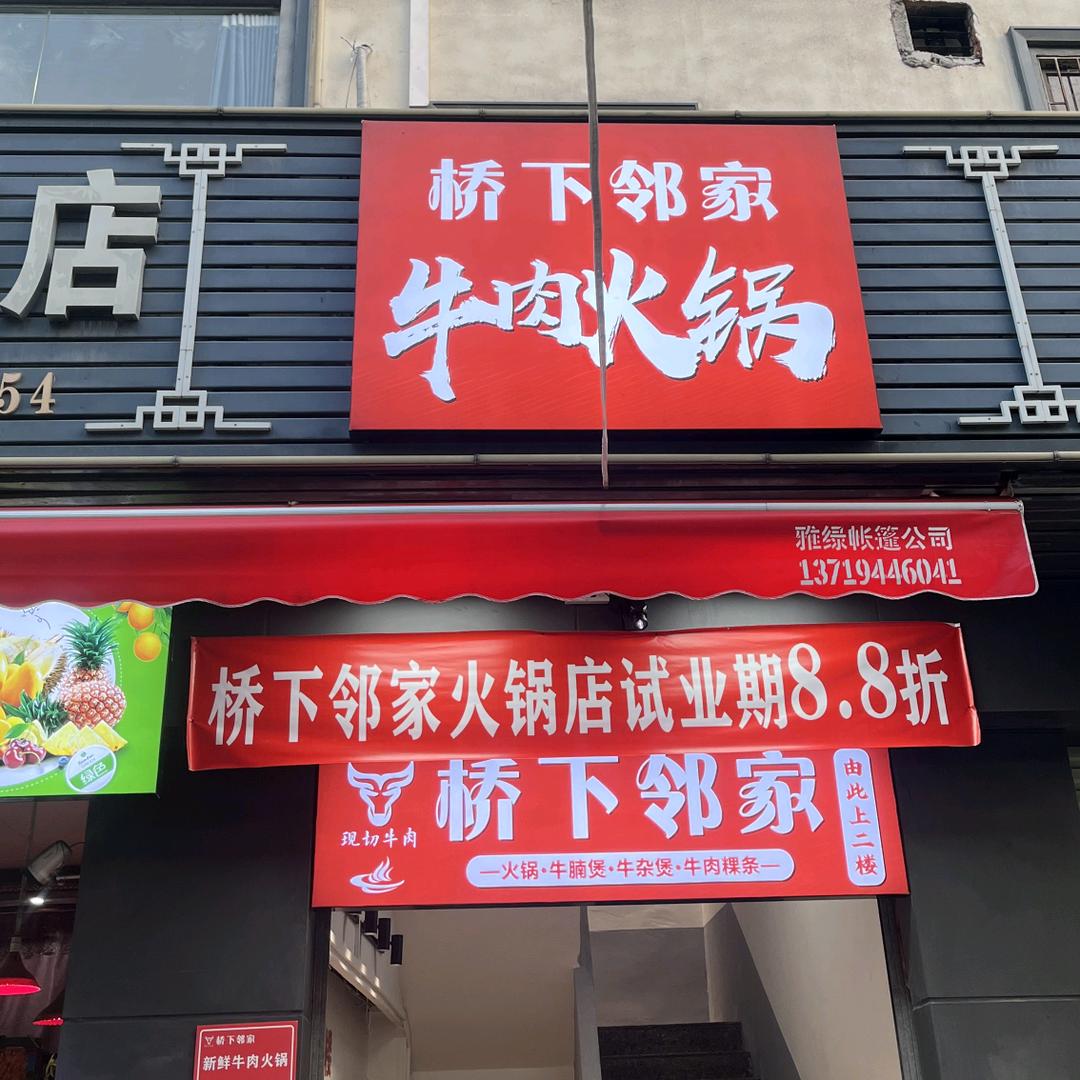 桥下邻家
牛肉火锅
店
54
雅绿帐篷公司
13719446041
桥下邻家火锅店试业期8.8折
桥下邻家
由此上二楼
现切牛肉
火锅·牛腩煲·牛杂煲·牛肉粿条
绿色
桥下邻家
新鲜牛肉火锅